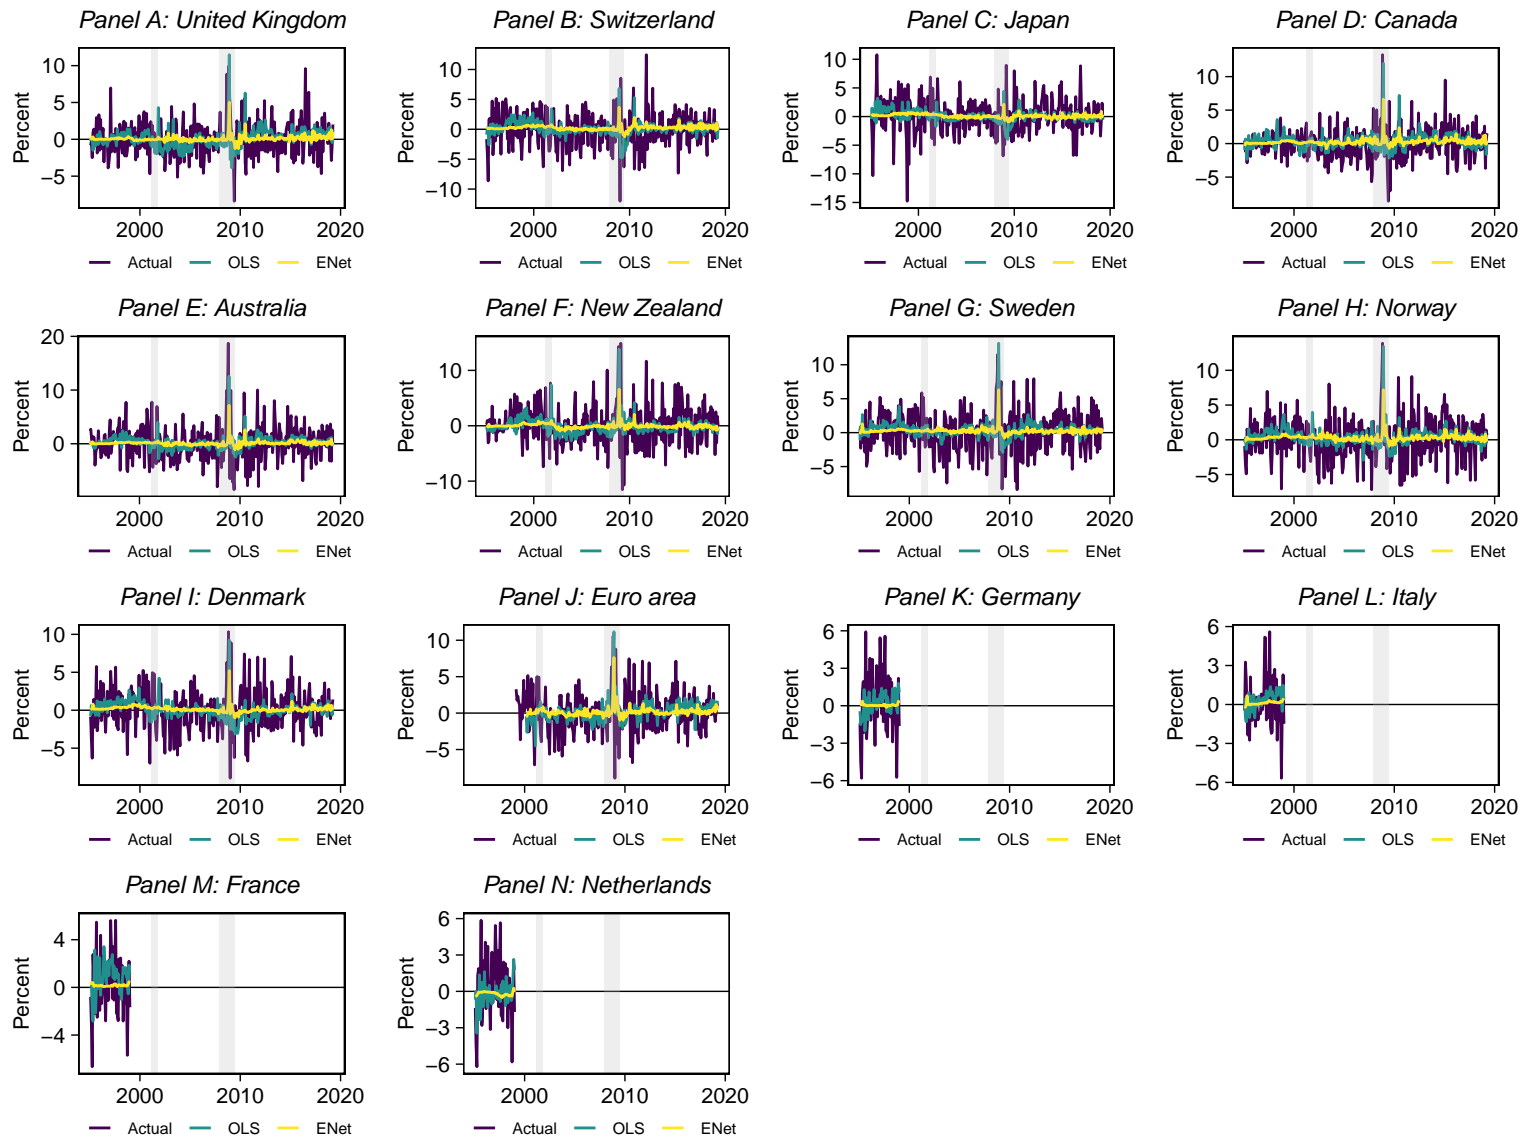 Panel A: United Kingdom
Percent
10
5
0
−5
2000 2010 2020
Actual OLS ENet
Panel B: Switzerland
Percent
10
5
0
−5
−10
2000 2010 2020
Actual OLS ENet
Panel C: Japan
Percent
10
5
0
−5
−10
−15
2000 2010 2020
Actual OLS ENet
Panel D: Canada
Percent
10
5
0
−5
2000 2010 2020
Actual OLS ENet
Panel E: Australia
Percent
20
10
0
2000 2010 2020
Actual OLS ENet
Panel F: New Zealand
Percent
10
0
−10
2000 2010 2020
Actual OLS ENet
Panel G: Sweden
Percent
10
5
0
−5
2000 2010 2020
Actual OLS ENet
Panel H: Norway
Percent
10
5
0
−5
2000 2010 2020
Actual OLS ENet
Panel I: Denmark
Percent
10
5
0
−5
2000 2010 2020
Actual OLS ENet
Panel J: Euro area
Percent
10
5
0
−5
2000 2010 2020
Actual OLS ENet
Panel K: Germany
Percent
6
3
0
−3
−6
2000 2010 2020
Actual OLS ENet
Panel L: Italy
Percent
6
3
0
−3
−6
2000 2010 2020
Actual OLS ENet
Panel M: France
Percent
4
0
−4
2000 2010 2020
Actual OLS ENet
Panel N: Netherlands
Percent
6
3
0
−3
−6
2000 2010 2020
Actual OLS ENet